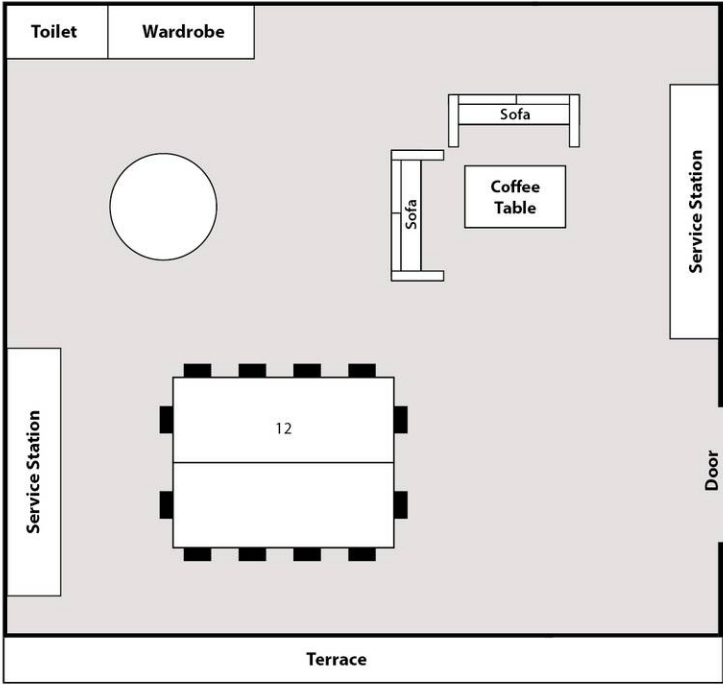 Toilet
Wardrobe
Sofa
Sofa
Coffee
Table
Service Station
12
Service Station
Door
Terrace